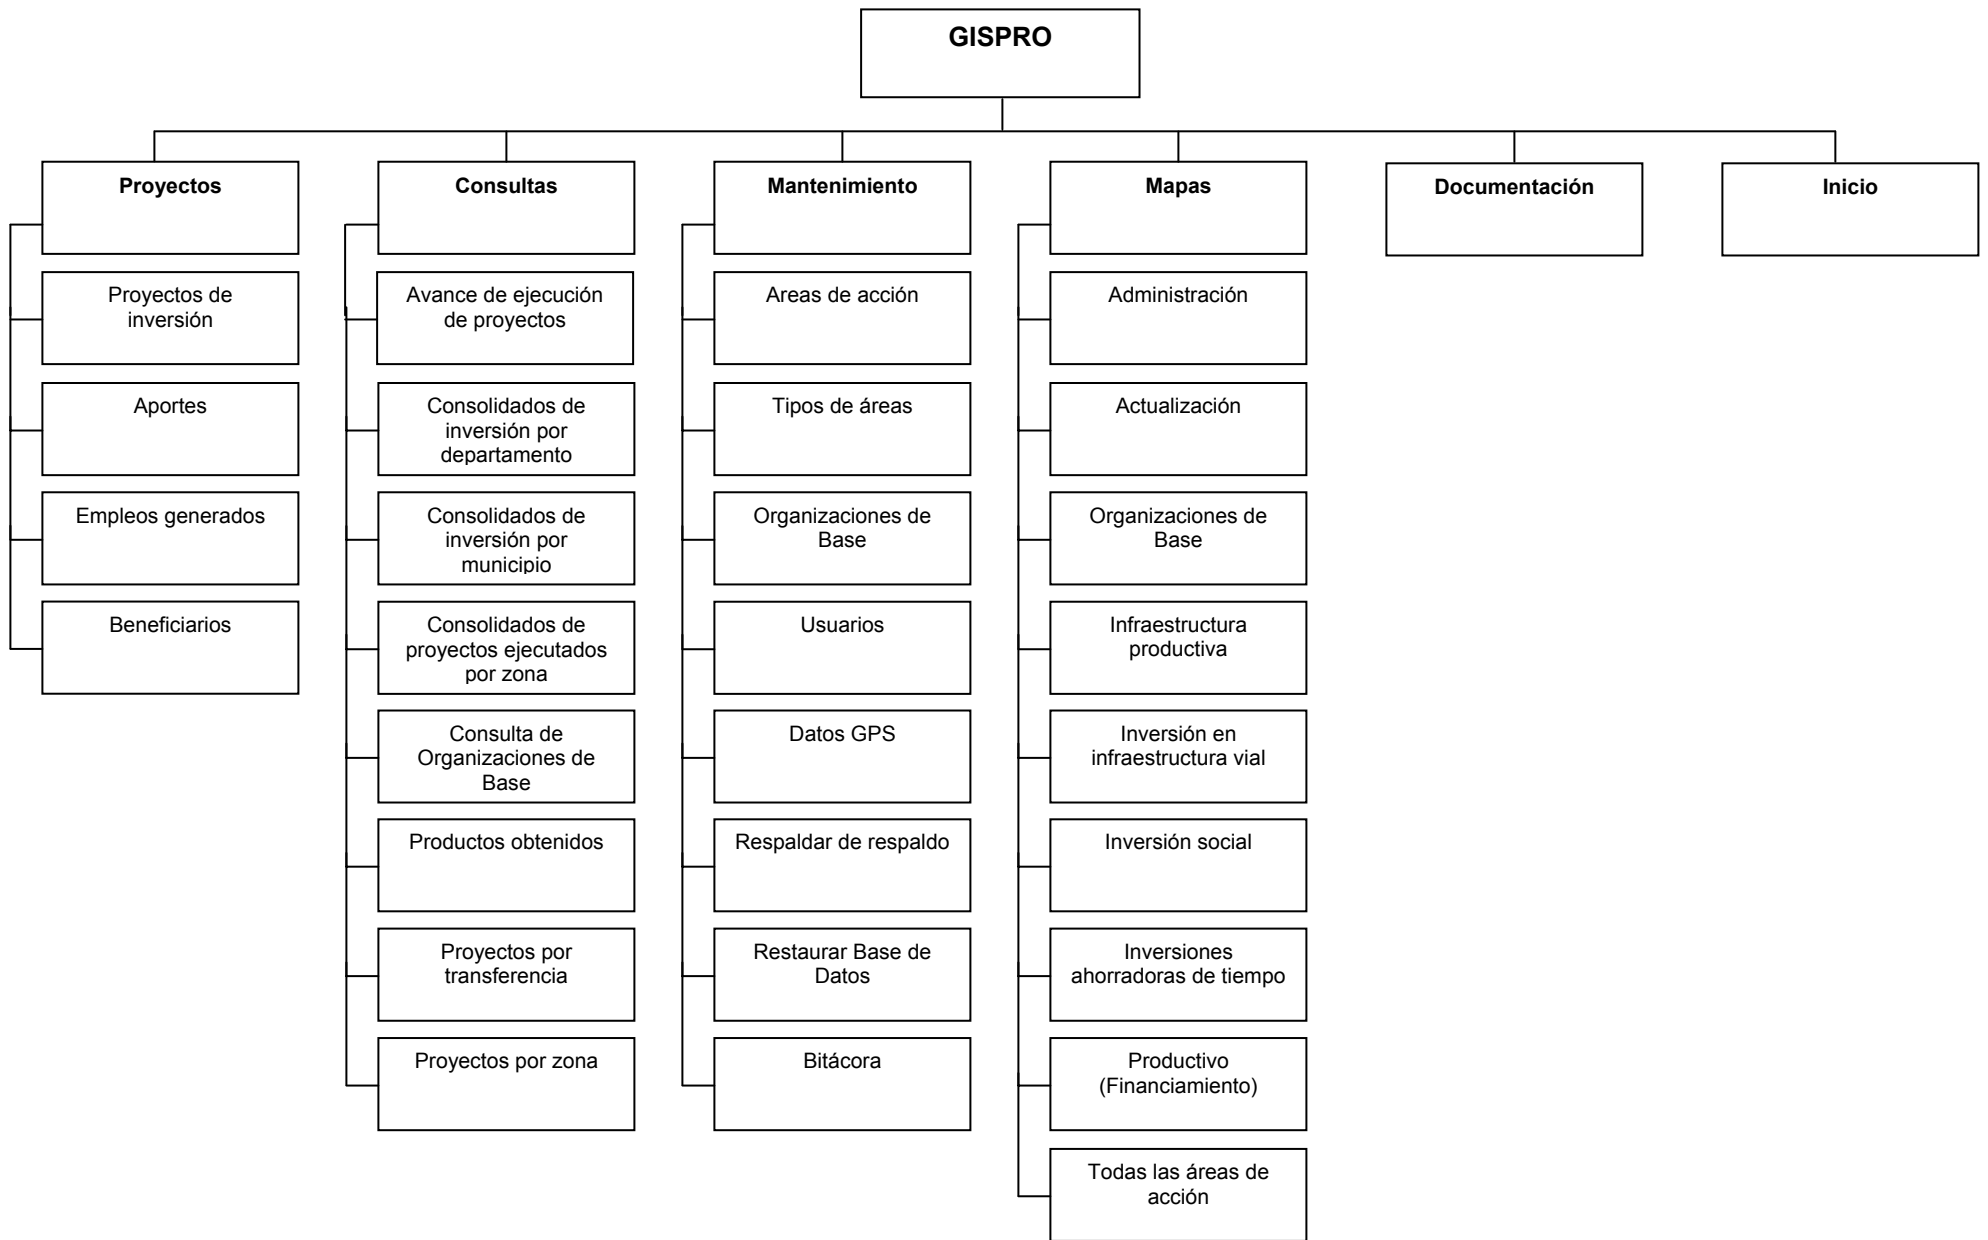 GISPRO
Proyectos
Consultas
Mantenimiento
Mapas
Documentación
Inicio
Proyectos de
inversión
Aportes
Empleos generados
Beneficiarios
Avance de ejecución
de proyectos
Consolidados de
inversión por
departamento
Consolidados de
inversión por
municipio
Consolidados de
proyectos ejecutados
por zona
Consulta de
Organizaciones de
Base
Productos obtenidos
Proyectos por
transferencia
Proyectos por zona
Areas de acción
Tipos de áreas
Organizaciones de
Base
Usuarios
Datos GPS
Respaldar de respaldo
Restaurar Base de
Datos
Bitácora
Administración
Actualización
Organizaciones de
Base
Infraestructura
productiva
Inversión en
infraestructura vial
Inversión social
Inversiones
ahorradoras de tiempo
Productivo
(Financiamiento)
Todas las áreas de
acción